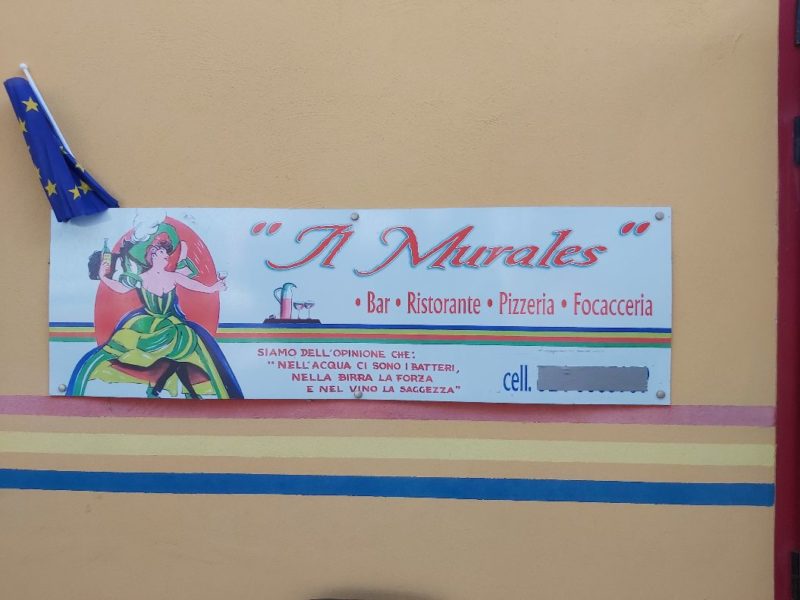 "Il Murales"
• Bar • Ristorante • Pizzeria • Focacceria
SIAMO DELL'OPINIONE CHE:
"NELL'ACQUA CI SONO I BATTERI,
NELLA BIRRA LA FORZA
E NEL VINO LA SAGGEZZA"
cell.